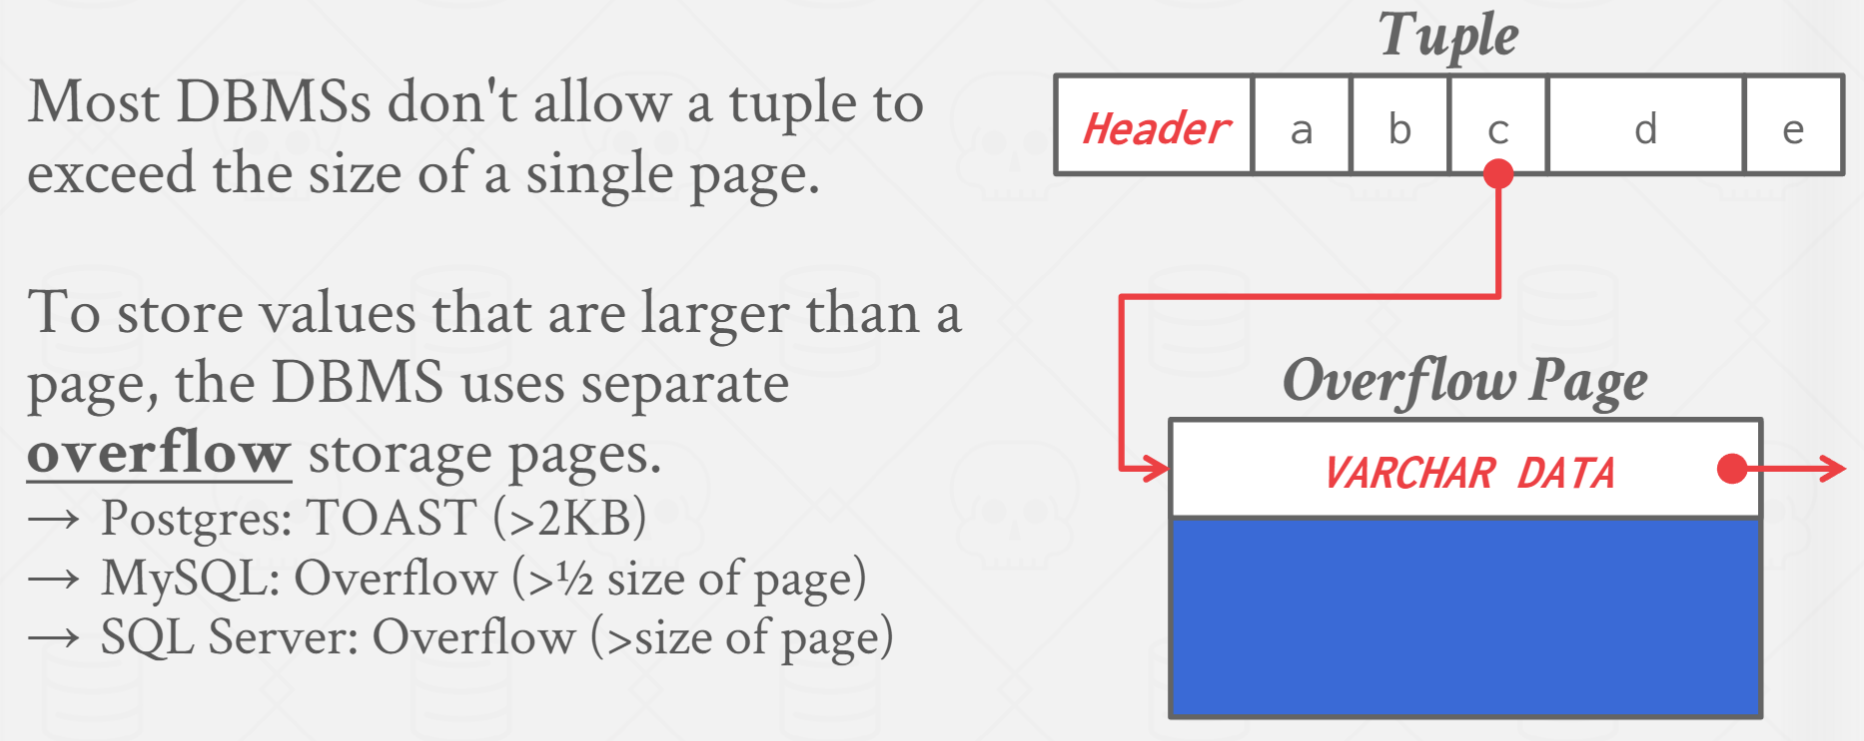 Most DBMSs don't allow a tuple to
exceed the size of a single page.
To store values that are larger than a
page, the DBMS uses separate
overflow storage pages.
→ Postgres: TOAST (>2KB)
→ MySQL: Overflow (>½ size of page)
→ SQL Server: Overflow (>size of page)
Tuple
Header a b c d e
Overflow Page
VARCHAR DATA